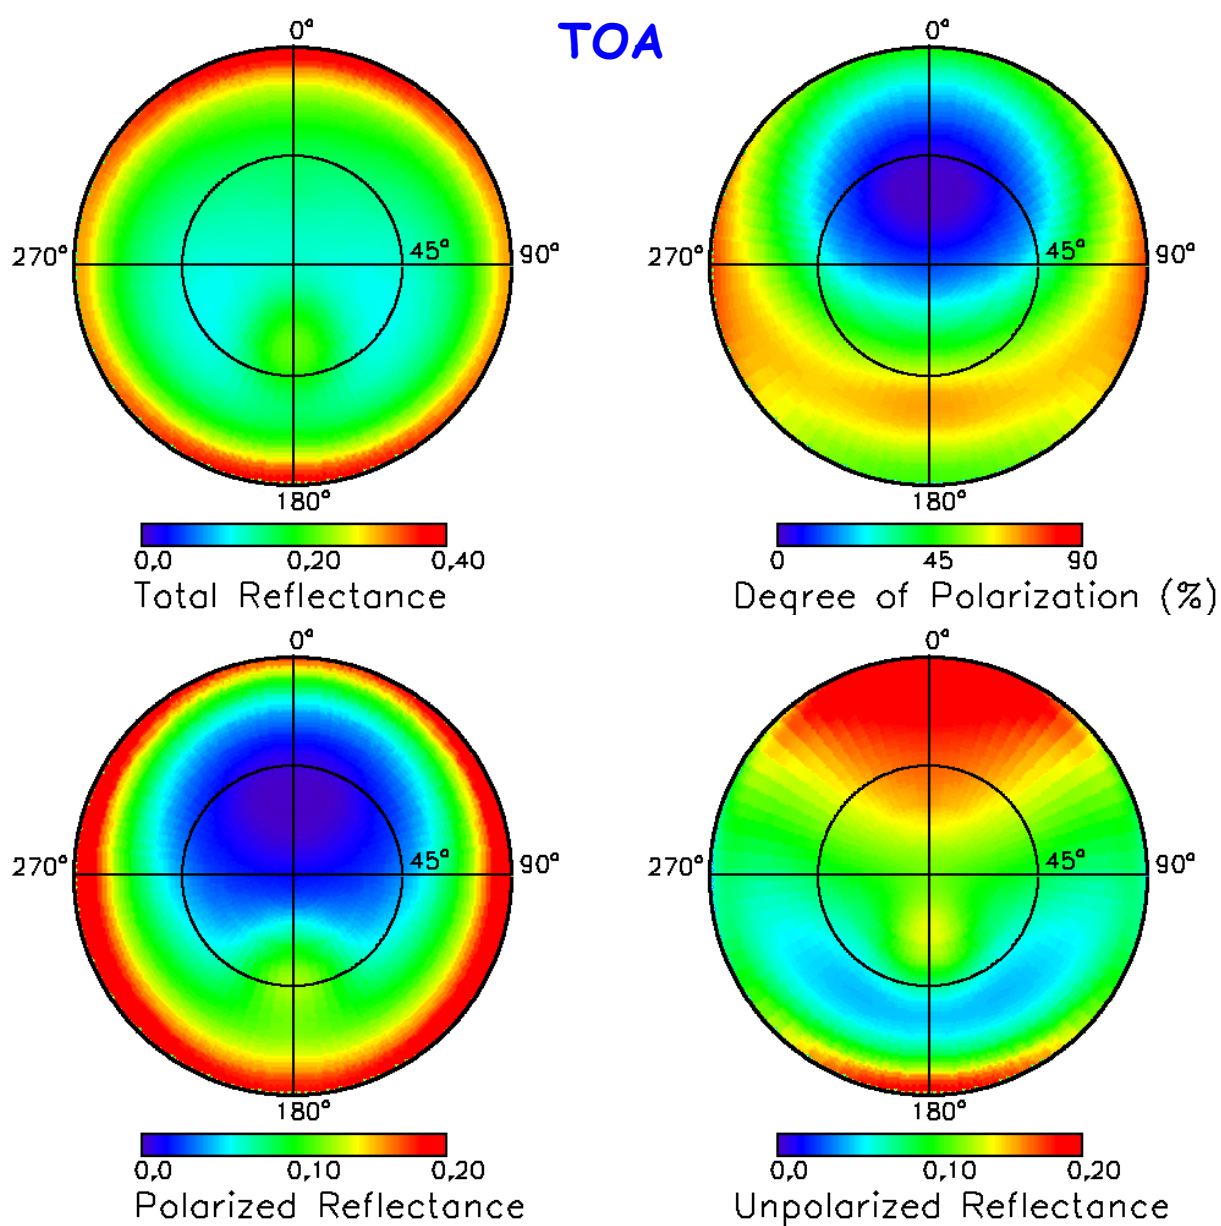 TOA
0°
270° 45° 90°
180°
0.0 0.20 0.40
Total Reflectance
0°
270° 45° 90°
180°
0 45 90
Degree of Polarization (%)
0°
270° 45° 90°
180°
0.0 0.10 0.20
Polarized Reflectance
0°
270° 45° 90°
180°
0.0 0.10 0.20
Unpolarized Reflectance